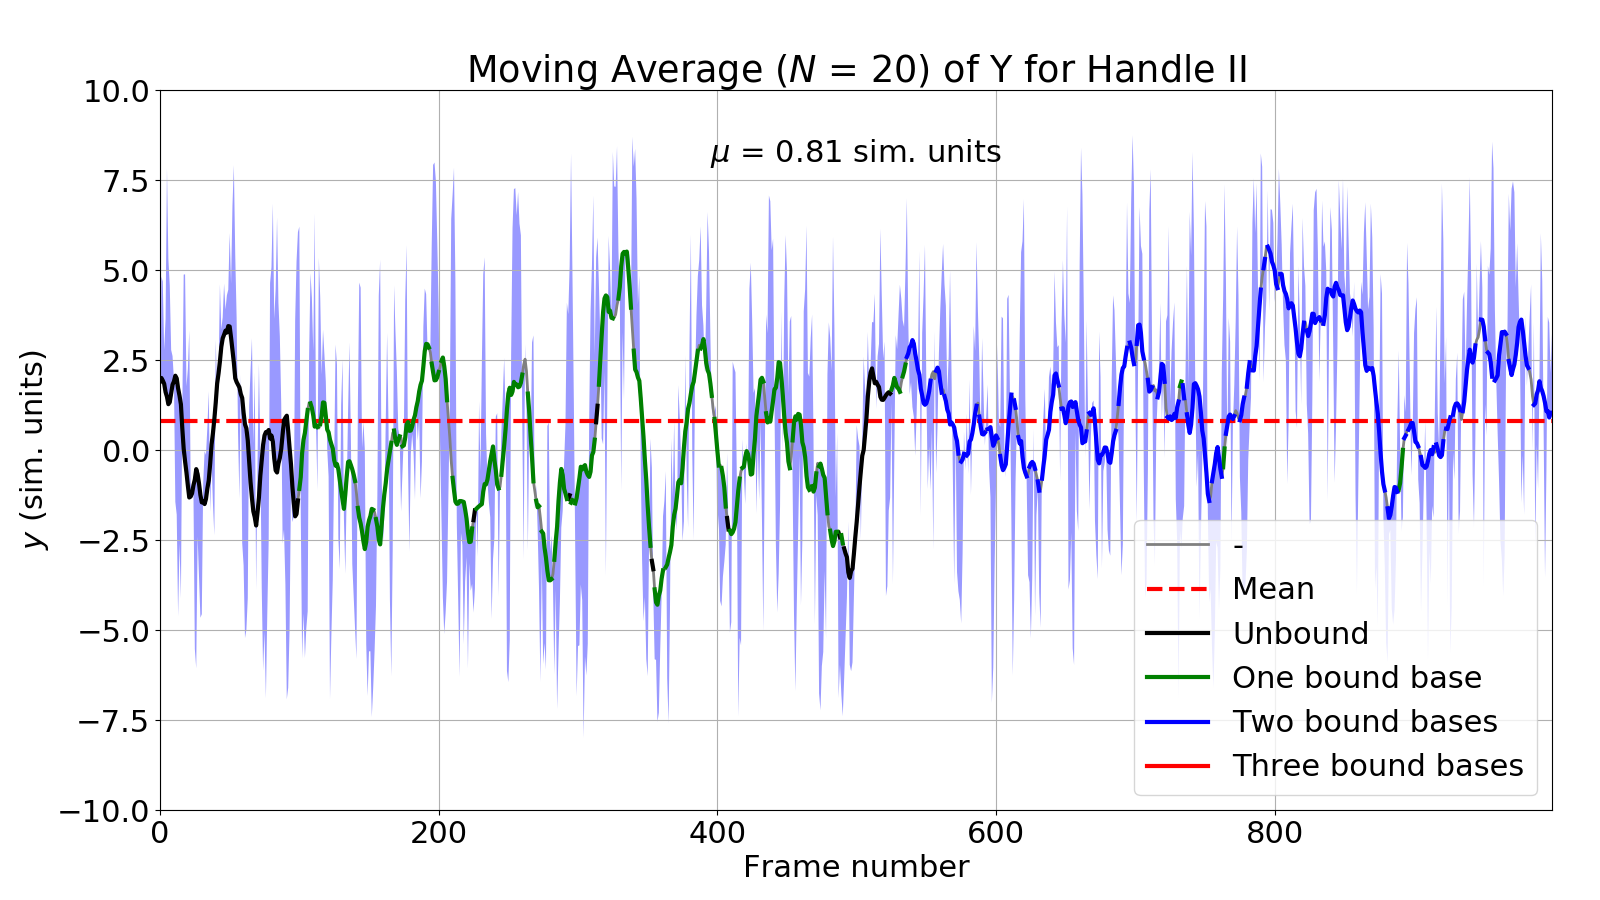 Moving Average (N = 20) of Y for Handle II
μ = 0.81 sim. units
y (sim. units)
10.0
7.5
5.0
2.5
0.0
−2.5
−5.0
−7.5
−10.0
-
Mean
Unbound
One bound base
Two bound bases
Three bound bases
0 200 400 600 800
Frame number